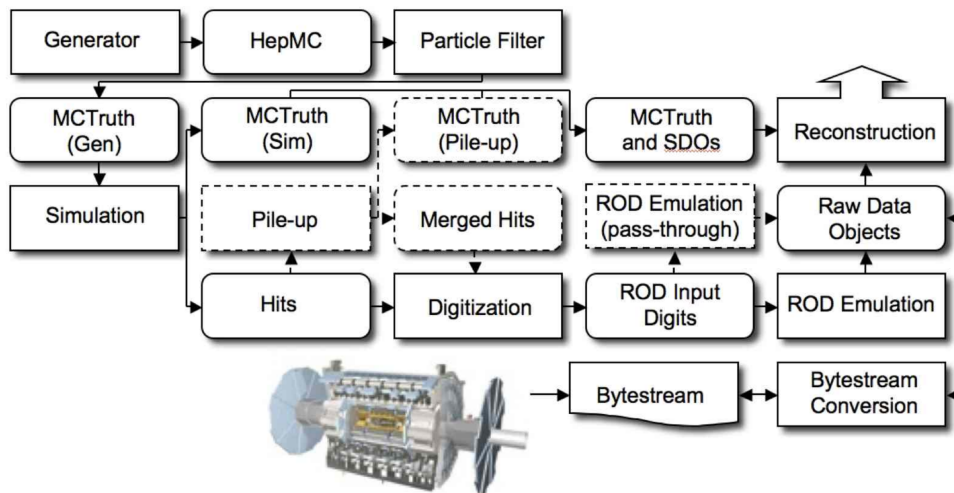 Generator
HepMC
Particle Filter
MCTruth
(Gen)
MCTruth
(Sim)
MCTruth
(Pile-up)
MCTruth
and SDOs
Reconstruction
Simulation
Pile-up
Merged Hits
ROD Emulation
(pass-through)
Raw Data
Objects
Hits
Digitization
ROD Input
Digits
ROD Emulation
Bytestream
Bytestream
Conversion